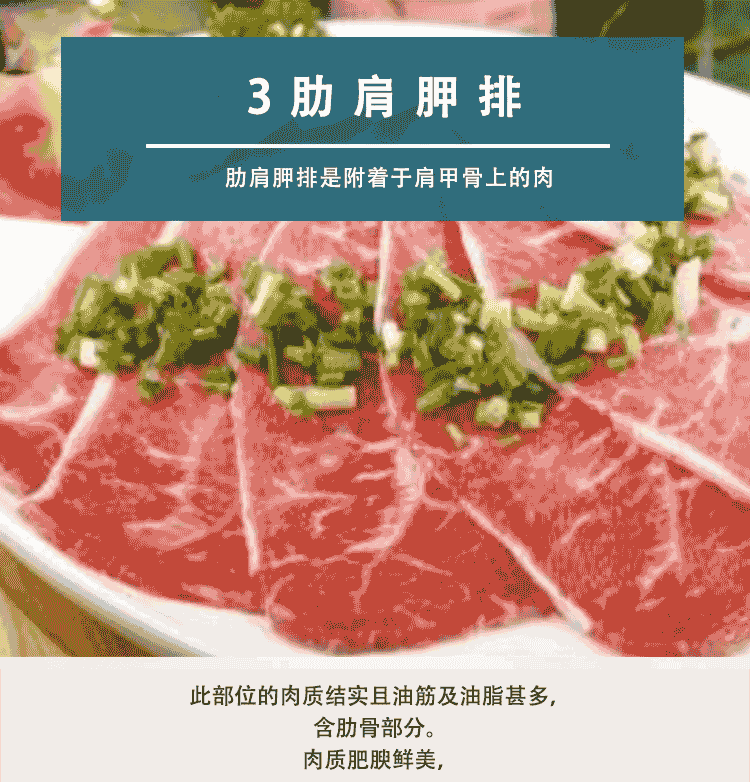 3肋肩胛排
肋肩胛排是附着于肩甲骨上的肉
此部位的肉质结实且油筋及油脂甚多,
含肋骨部分。
肉质肥腴鲜美,